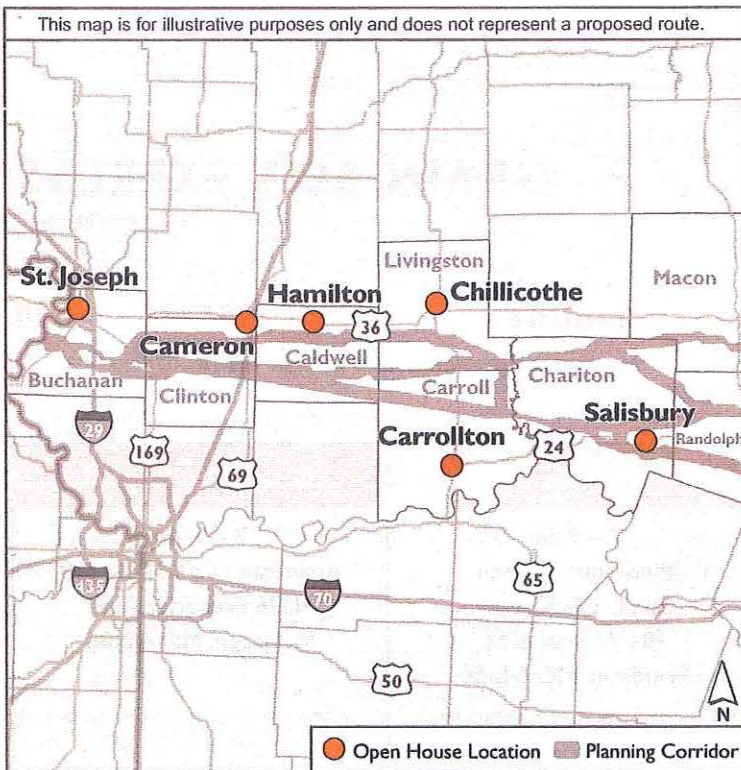 This map is for illustrative purposes only and does not represent a proposed route.
Livingston
Macon
St. Joseph
Hamilton
Chillicothe
36
Cameron
Caldwell
Buchanan
Clinton
Carroll
Chariton
Salisbury
29
169
69
Carrollton
24
Randolph
65
435
70
50
N
Open House Location
Planning Corridor